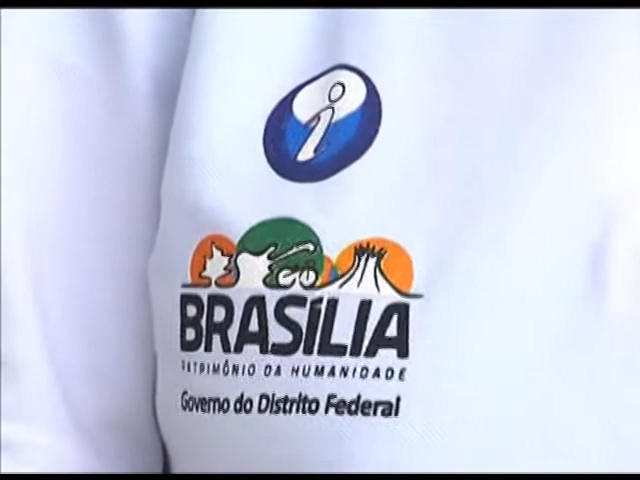 i
BRASÍLIA
PATRIMÔNIO DA HUMANIDADE
Governo do Distrito Federal